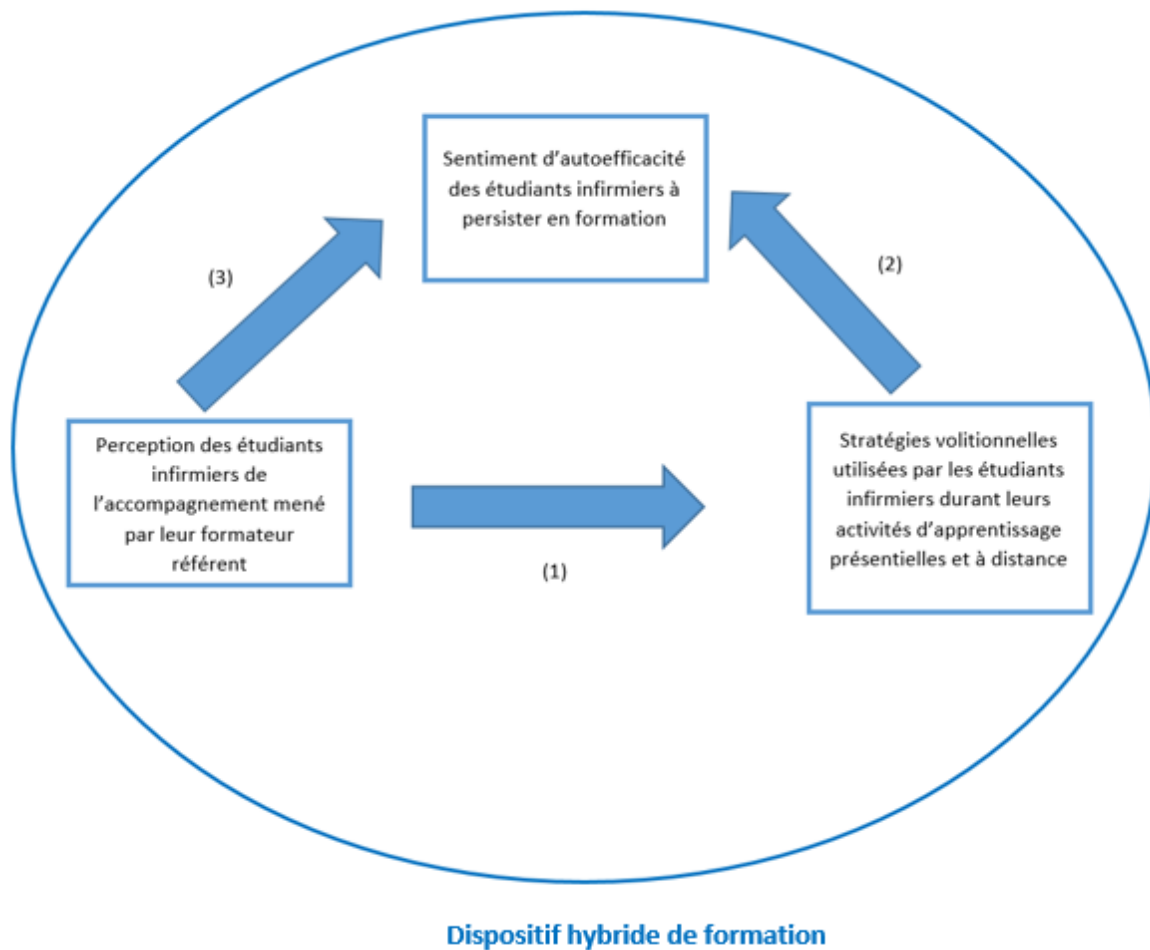 Sentiment d'autoefficacité
des étudiants infirmiers à
persister en formation
(3)
(2)
Perception des étudiants
infirmiers de
l'accompagnement mené
par leur formateur
référent
(1)
Stratégies volitionnelles
utilisées par les étudiants
infirmiers durant leurs
activités d'apprentissage
présentielles et à distance
Dispositif hybride de formation